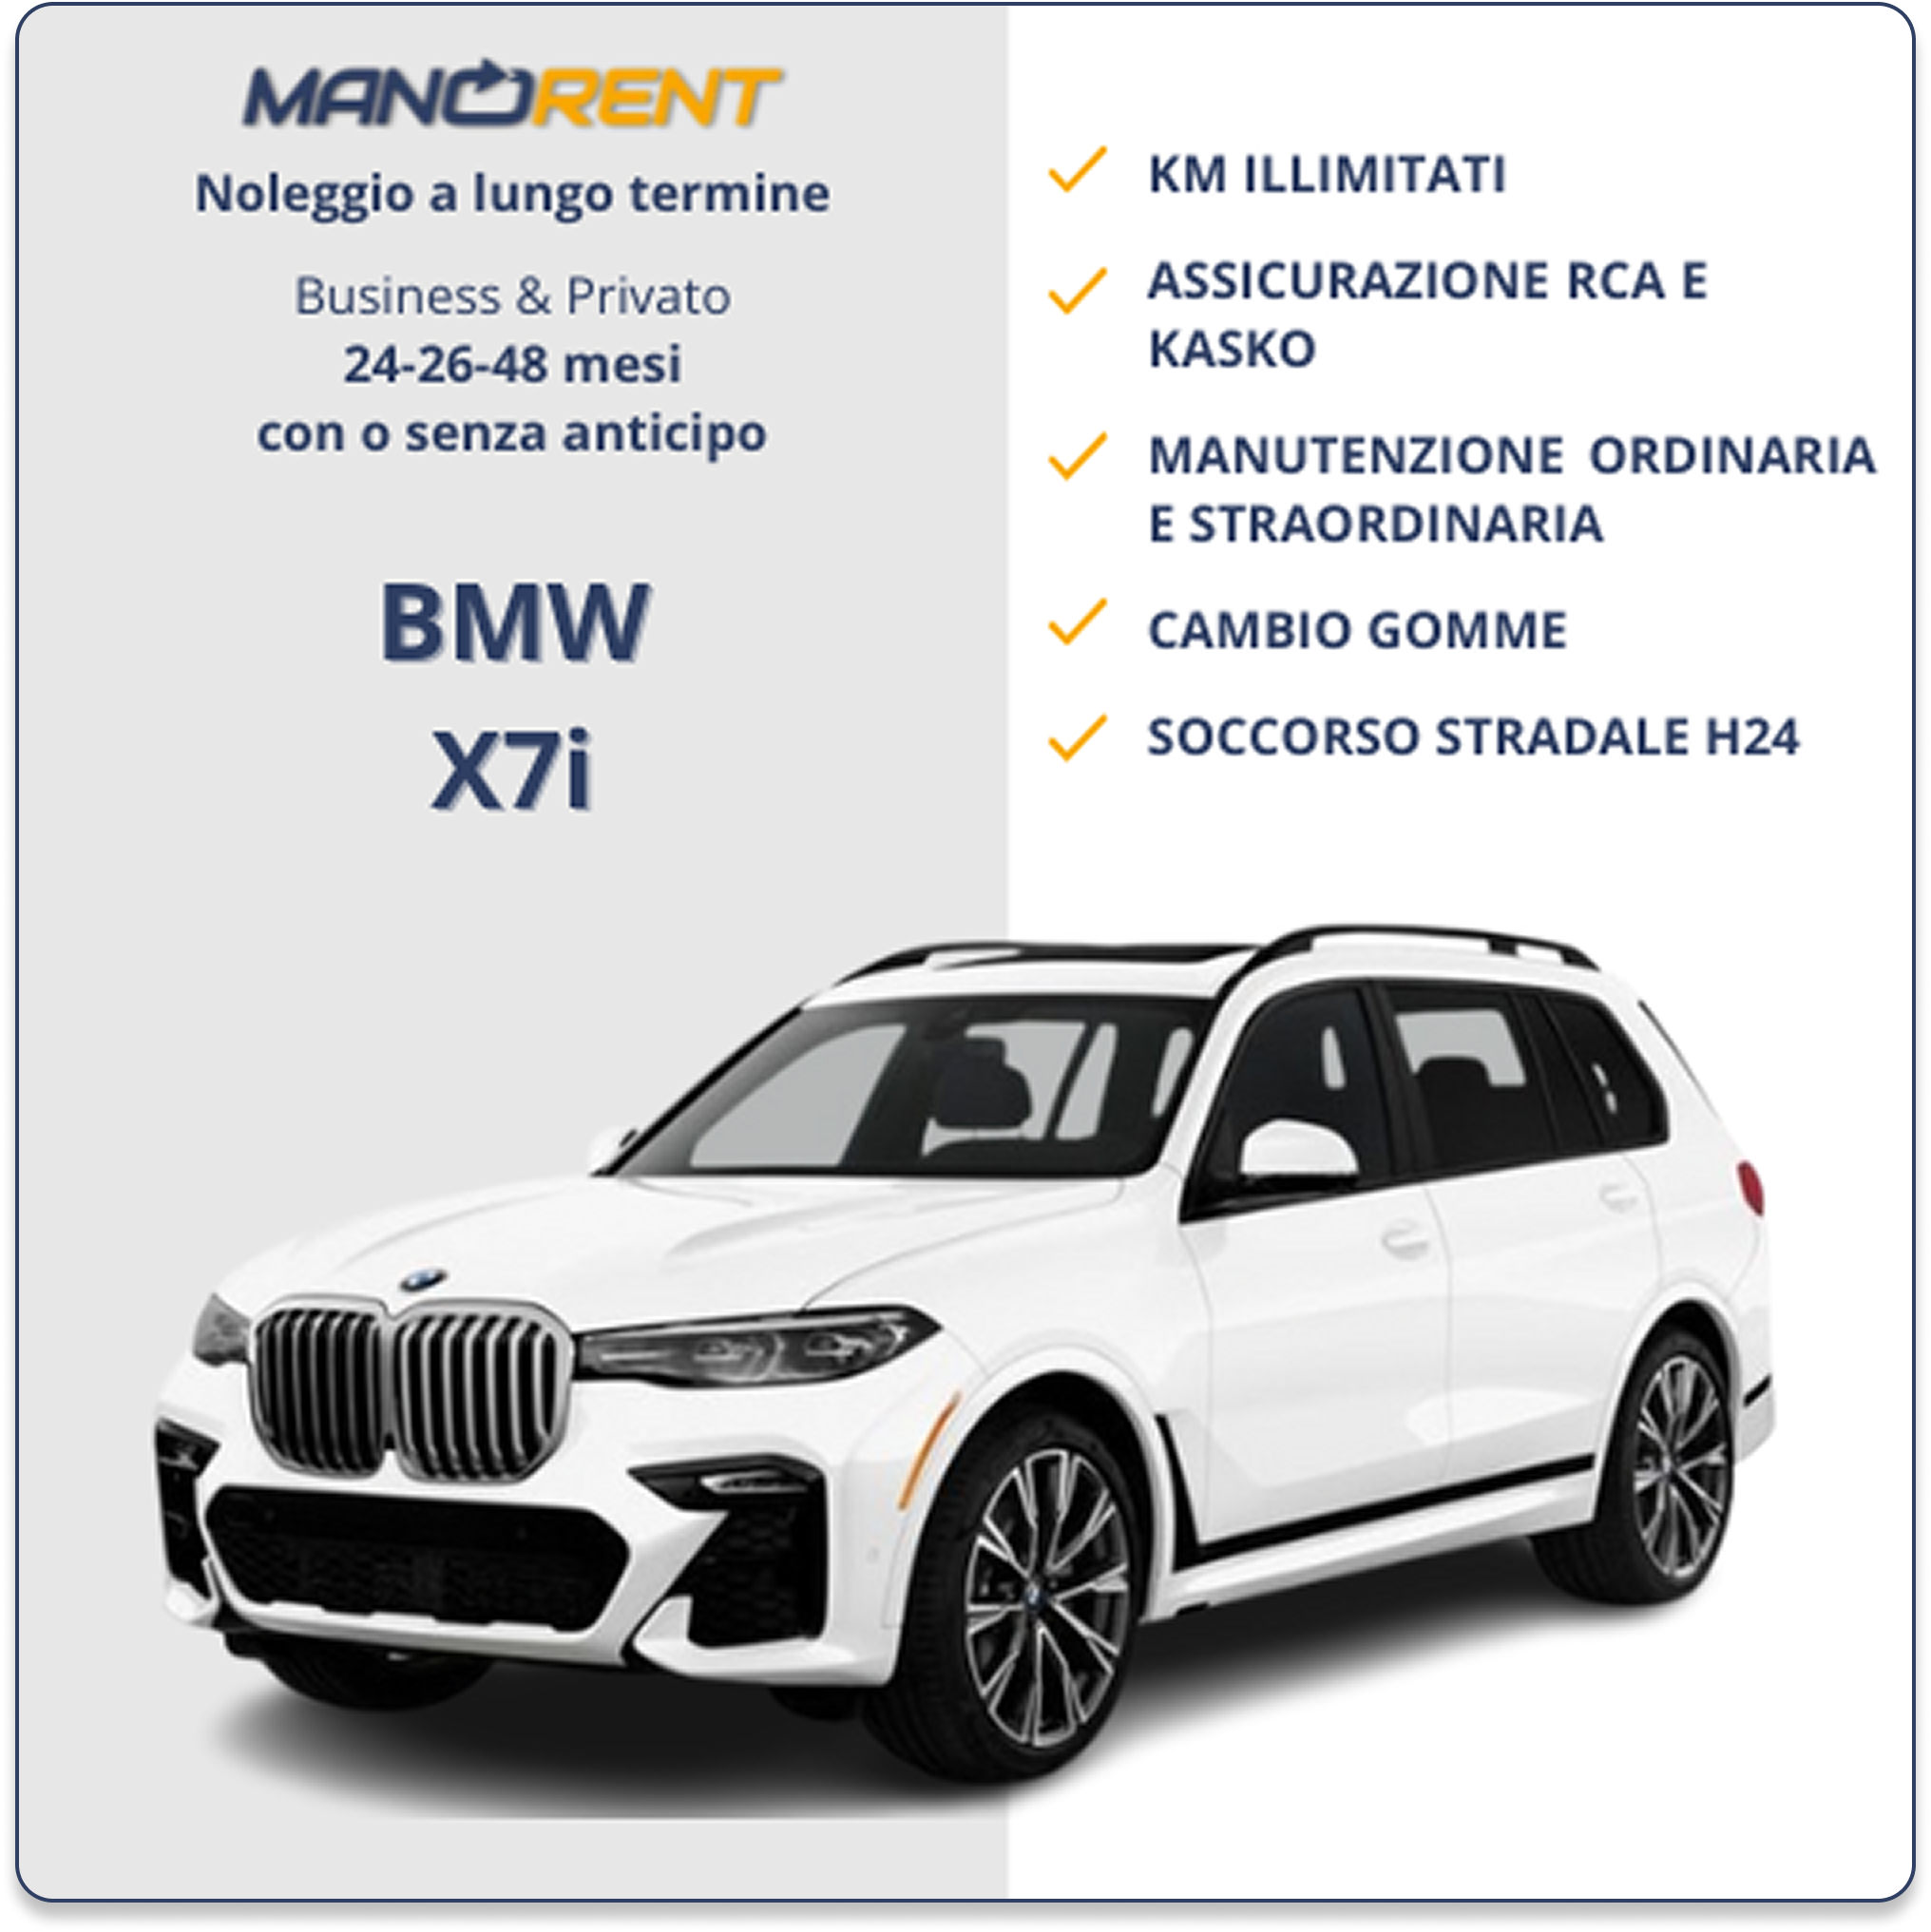 MANORENT
Noleggio a lungo termine
Business & Privato
24-26-48 mesi
con o senza anticipo
BMW
X7i
KM ILLIMITATI
ASSICURAZIONE RCA E
KASKO
MANUTENZIONE ORDINARIA
E STRAORDINARIA
CAMBIO GOMME
SOCCORSO STRADALE H24